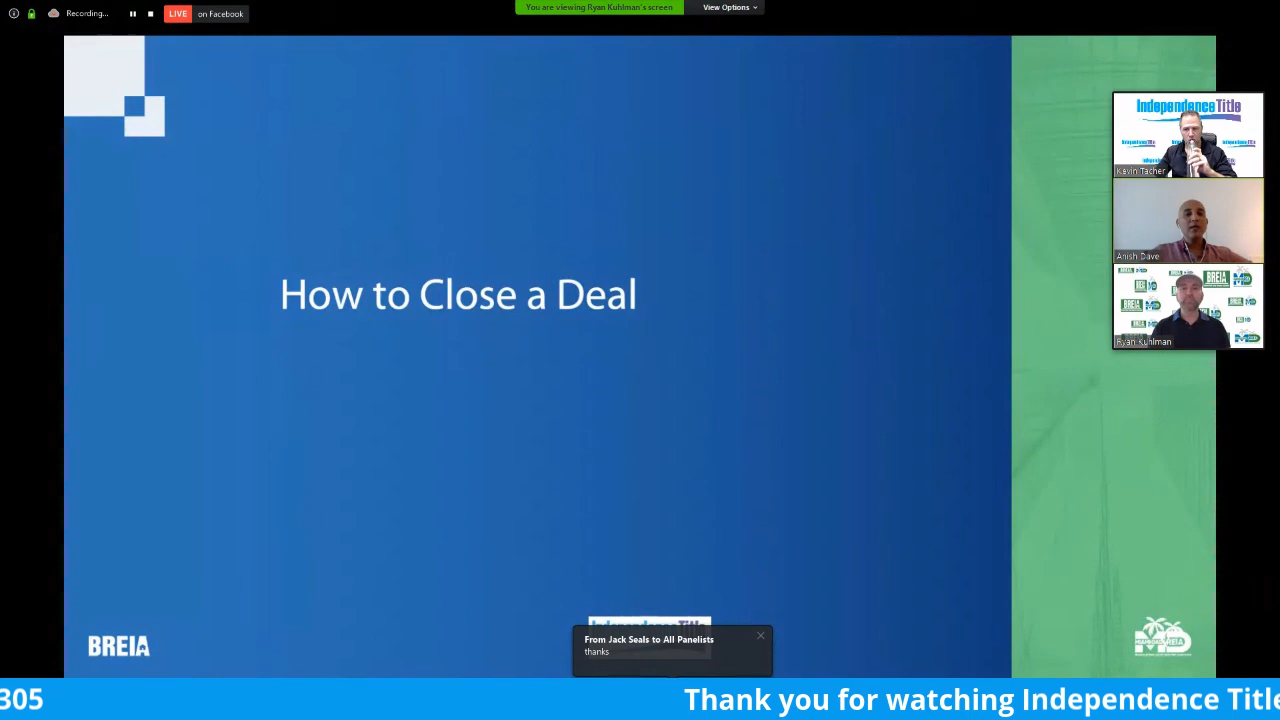 Recording...
LIVE on Facebook
You are viewing Ryan Kuhlman's screen
View Options
Independence Title
Kevin Tacher
Anish Dave
BREIA
Ryan Kuhlman
How to Close a Deal
BREIA
Independence Title
From Jack Seals to All Panelists
thanks
305
Thank you for watching Independence Title